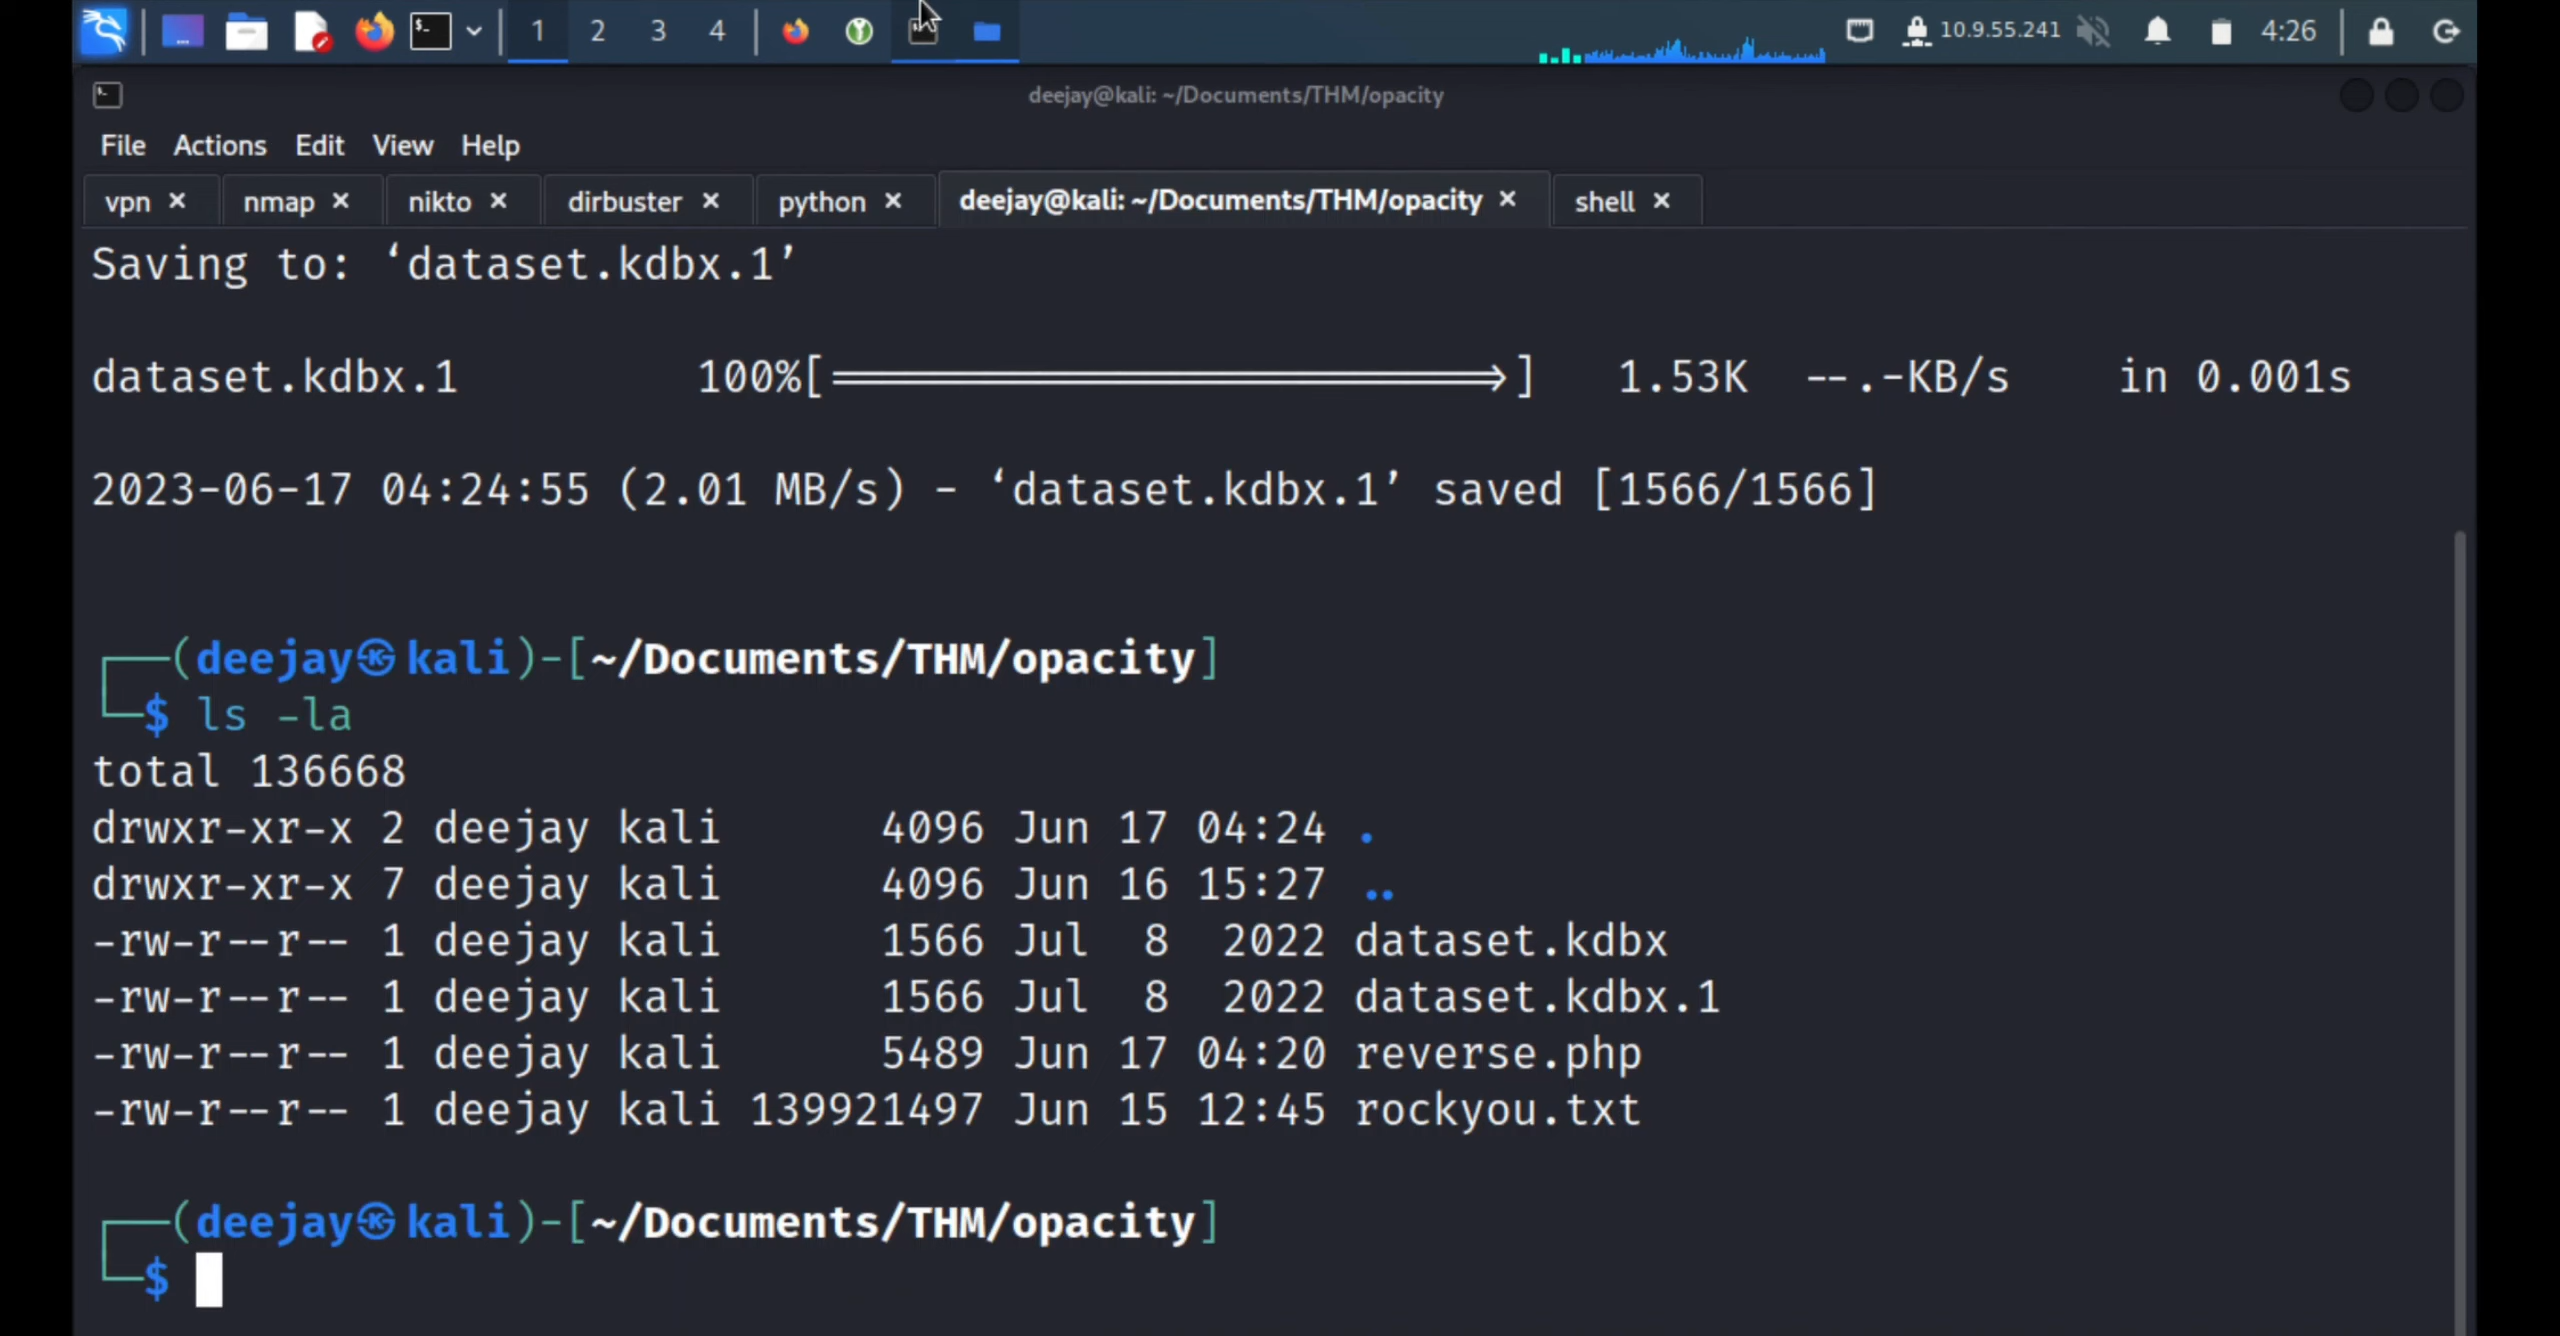 1 2 3 4 10.9.55.241 4:26
deejay@kali: ~/Documents/THM/opacity
File Actions Edit View Help
vpn × nmap × nikto × dirbuster × python × deejay@kali: ~/Documents/THM/opacity × shell ×
Saving to: ‘dataset.kdbx.1’
dataset.kdbx.1 100%[===================>] 1.53K --.-KB/s in 0.001s
2023-06-17 04:24:55 (2.01 MB/s) - ‘dataset.kdbx.1’ saved [1566/1566]
┌──(deejay㉿kali)-[~/Documents/THM/opacity]
└─$ ls -la
total 136668
drwxr-xr-x 2 deejay kali 4096 Jun 17 04:24 .
drwxr-xr-x 7 deejay kali 4096 Jun 16 15:27 ..
-rw-r--r-- 1 deejay kali 1566 Jul 8 2022 dataset.kdbx
-rw-r--r-- 1 deejay kali 1566 Jul 8 2022 dataset.kdbx.1
-rw-r--r-- 1 deejay kali 5489 Jun 17 04:20 reverse.php
-rw-r--r-- 1 deejay kali 139921497 Jun 15 12:45 rockyou.txt
┌──(deejay㉿kali)-[~/Documents/THM/opacity]
└─$